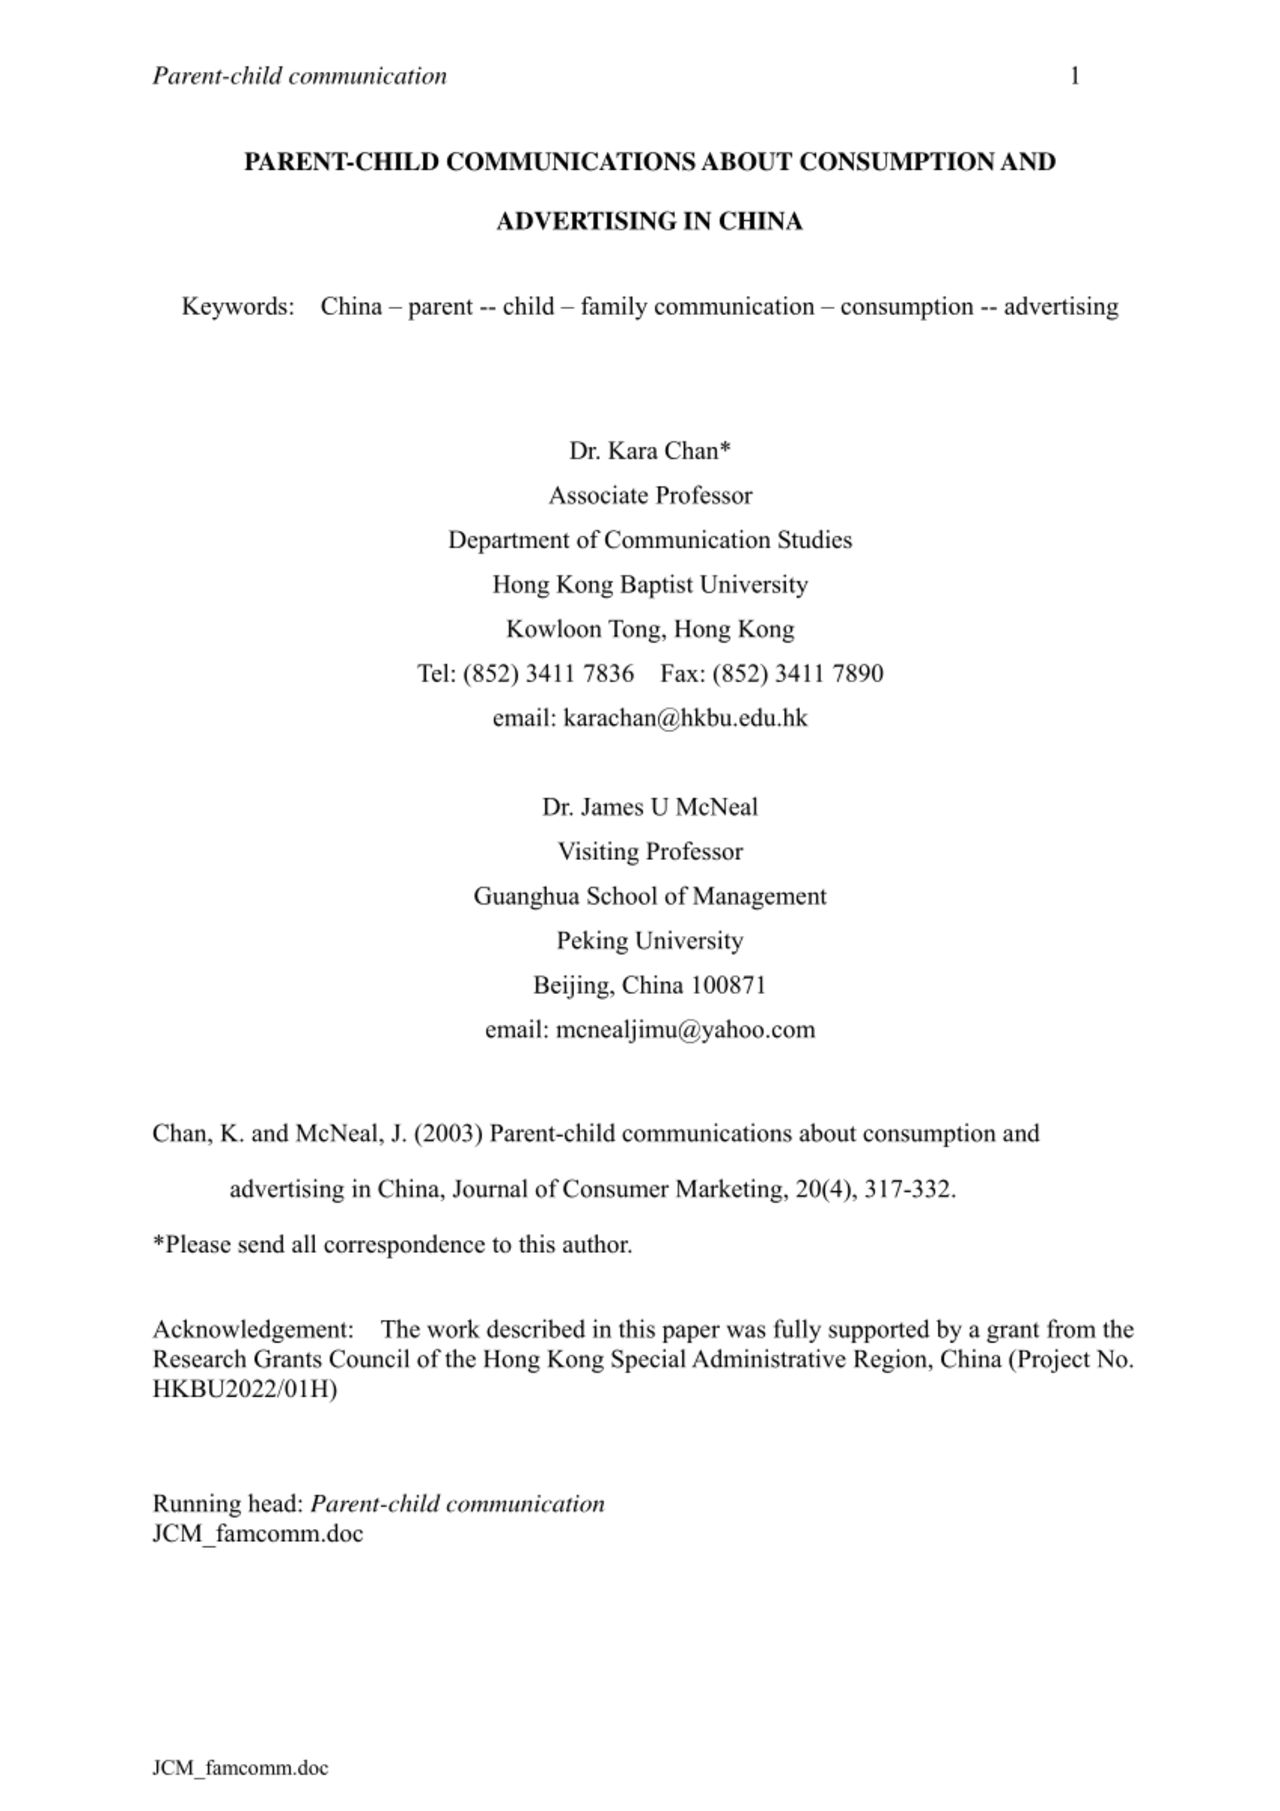 Parent-child communication 1
PARENT-CHILD COMMUNICATIONS ABOUT CONSUMPTION AND
ADVERTISING IN CHINA
Keywords: China – parent -- child – family communication – consumption -- advertising
Dr. Kara Chan*
Associate Professor
Department of Communication Studies
Hong Kong Baptist University
Kowloon Tong, Hong Kong
Tel: (852) 3411 7836 Fax: (852) 3411 7890
email: karachan@hkbu.edu.hk
Dr. James U McNeal
Visiting Professor
Guanghua School of Management
Peking University
Beijing, China 100871
email: mcnealjimu@yahoo.com
Chan, K. and McNeal, J. (2003) Parent-child communications about consumption and
advertising in China, Journal of Consumer Marketing, 20(4), 317-332.
*Please send all correspondence to this author.
Acknowledgement: The work described in this paper was fully supported by a grant from the
Research Grants Council of the Hong Kong Special Administrative Region, China (Project No.
HKBU2022/01H)
Running head: Parent-child communication
JCM_famcomm.doc
JCM_famcomm.doc